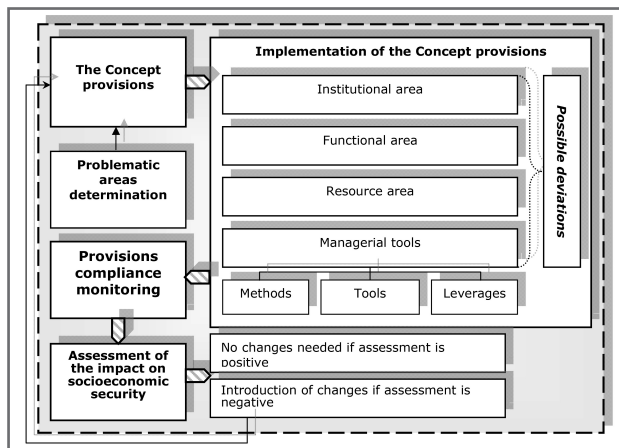 The Concept
provisions
Implementation of the Concept provisions
Institutional area
Functional area
Resource area
Managerial tools
Methods
Tools
Leverages
Possible deviations
Problematic
areas
determination
Provisions
compliance
monitoring
Assessment of
the impact on
socioeconomic
security
No changes needed if assessment is
positive
Introduction of changes if assessment is
negative